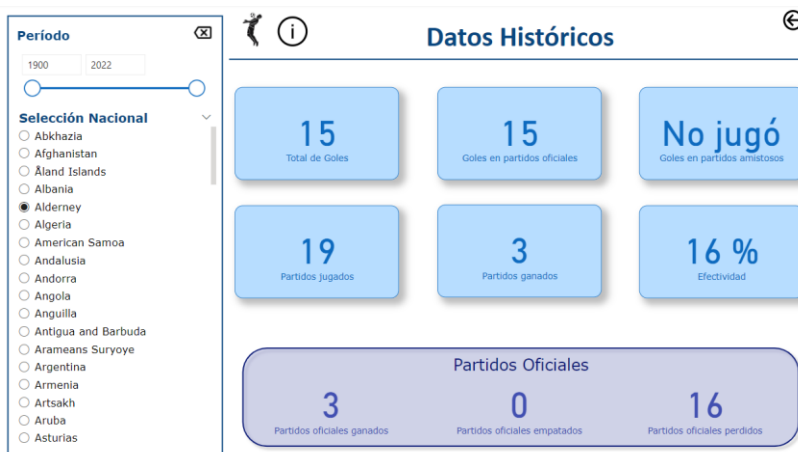 Período
1900 2022
Selección Nacional
Abkhazia
Afghanistan
Åland Islands
Albania
Alderney
Algeria
American Samoa
Andalusia
Andorra
Angola
Anguilla
Antigua and Barbuda
Arameans Suryoye
Argentina
Armenia
Artsakh
Aruba
Asturias
Datos Históricos
15
Total de Goles
15
Goles en partidos oficiales
No jugó
Goles en partidos amistosos
19
Partidos jugados
3
Partidos ganados
16 %
Efectividad
Partidos Oficiales
3
Partidos oficiales ganados
0
Partidos oficiales empatados
16
Partidos oficiales perdidos